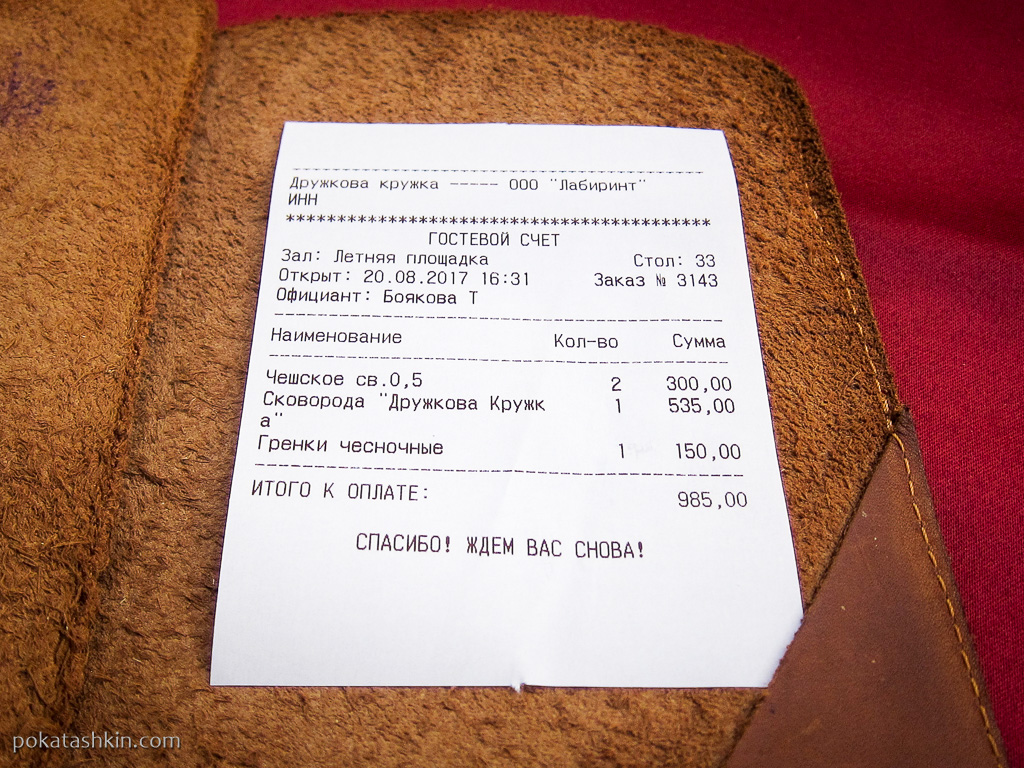 Дружкова кружка ----- ООО "Лабиринт"
ИНН
*****************************************
ГОСТЕВОЙ СЧЕТ
Зал: Летняя площадка Стол: 33
Открыт: 20.08.2017 16:31 Заказ № 3143
Официант: Боякова Т
Наименование Кол-во Сумма
Чешское св.0,5 2 300,00
Сковорода "Дружкова Кружк 1 535,00
а"
Гренки чесночные 1 150,00
ИТОГО К ОПЛАТЕ: 985,00
СПАСИБО! ЖДЕМ ВАС СНОВА!
pokatashkin.com